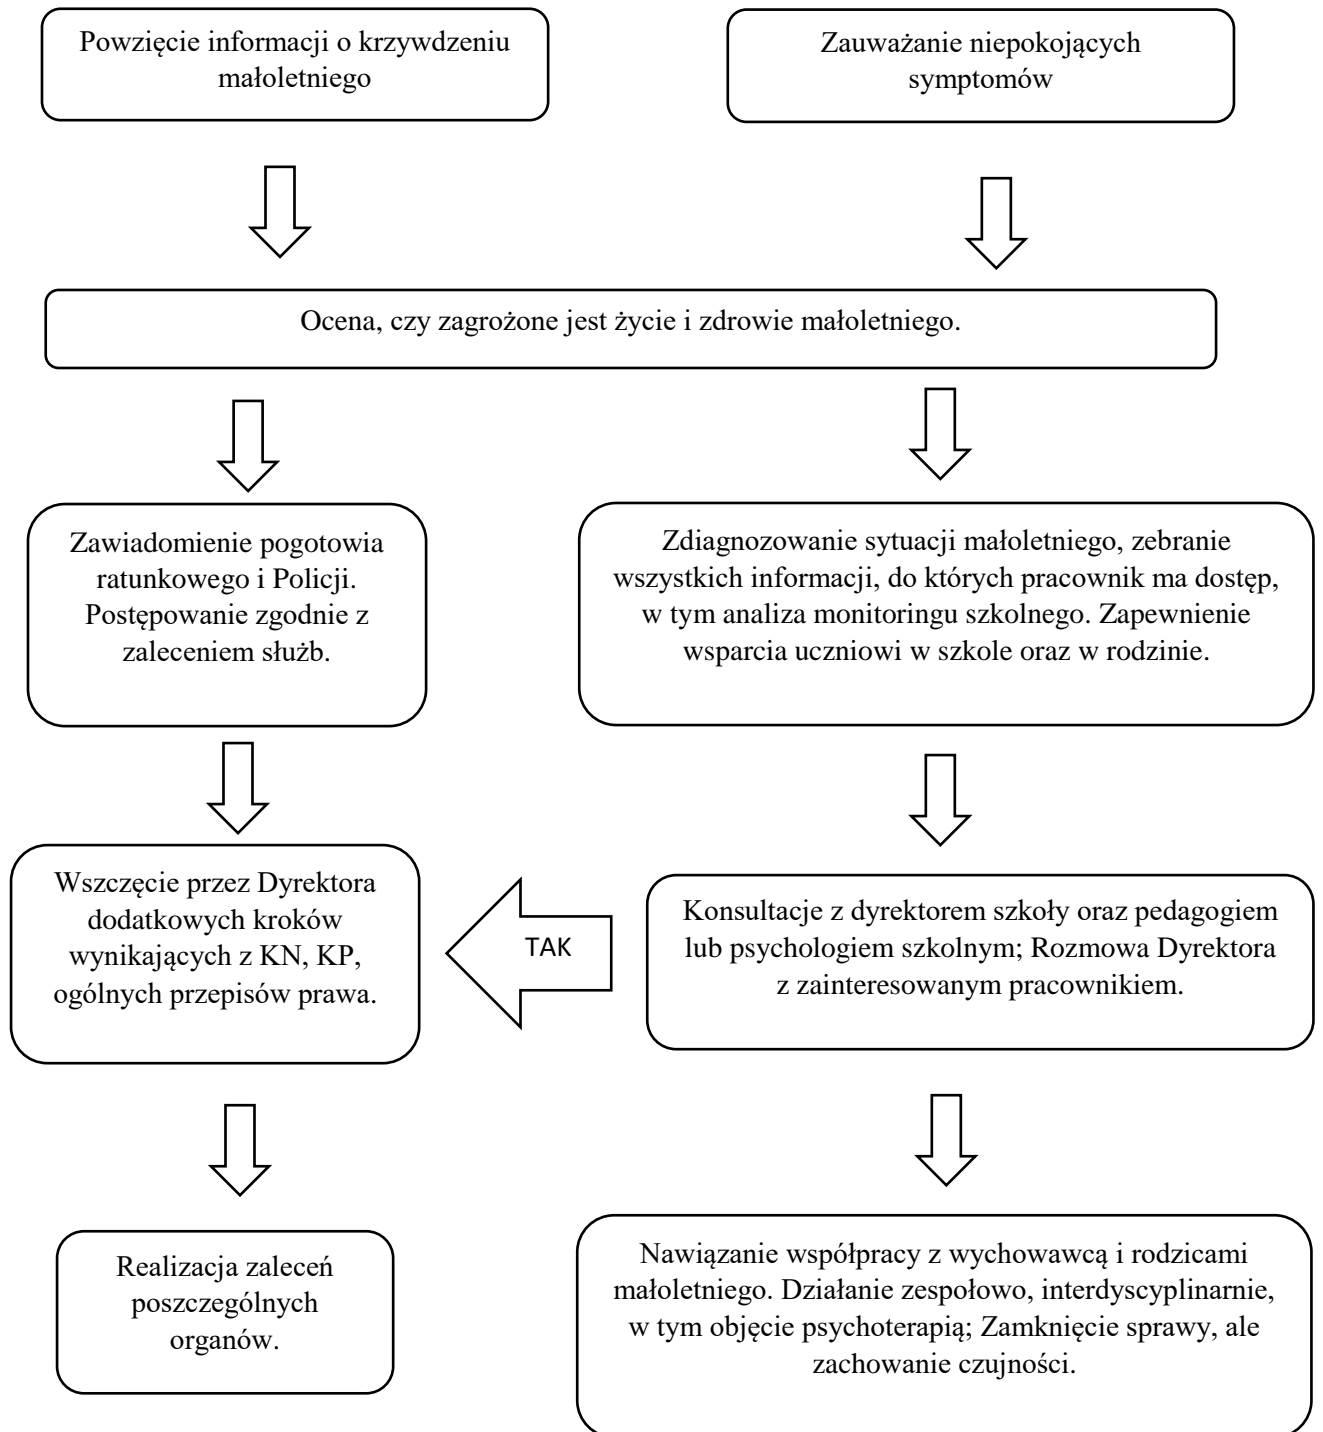 Powzięcie informacji o krzywdzeniu
małoletniego
Zauważanie niepokojących
symptomów
Ocena, czy zagrożone jest życie i zdrowie małoletniego.
Zawiadomienie pogotowia
ratunkowego i Policji.
Postępowanie zgodnie z
zaleceniem służb.
Zdiagnozowanie sytuacji małoletniego, zebranie
wszystkich informacji, do których pracownik ma dostęp,
w tym analiza monitoringu szkolnego. Zapewnienie
wsparcia uczniowi w szkole oraz w rodzinie.
Wszczęcie przez Dyrektora
dodatkowych kroków
wynikających z KN, KP,
ogólnych przepisów prawa.
TAK
Konsultacje z dyrektorem szkoły oraz pedagogiem
lub psychologiem szkolnym; Rozmowa Dyrektora
z zainteresowanym pracownikiem.
Realizacja zaleceń
poszczególnych
organów.
Nawiązanie współpracy z wychowawcą i rodzicami
małoletniego. Działanie zespołowo, interdyscyplinarnie,
w tym objęcie psychoterapią; Zamknięcie sprawy, ale
zachowanie czujności.